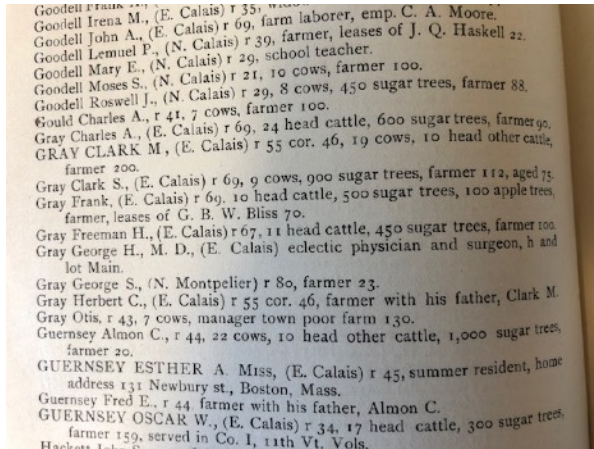 Goodell Frank
Goodell Irena M., (E. Calais) r 35,
Goodell John A., (E. Calais) r 69, farm laborer, emp. C. A. Moore.
Goodell Lemuel P., (N. Calais) r 39, farmer, leases of J. Q. Haskell 22.
Goodell Mary E., (N. Calais) r 29, school teacher.
Goodell Moses S., (N. Calais) r 21, 10 cows, farmer 100.
Goodell Roswell J., (N. Calais) r 29, 8 cows, 450 sugar trees, farmer 88.
Gould Charles A., r 41, 7 cows, farmer 100.
Gray Charles A., (E. Calais) r 69, 24 head cattle, 600 sugar trees, farmer 90.
GRAY CLARK M, (E. Calais) r 55 cor. 46, 19 cows, 10 head other cattle,
farmer 200.
Gray Clark S., (E. Calais) r 69, 9 cows, 900 sugar trees, farmer 112, aged 75.
Gray Frank, (E. Calais) r 69. 10 head cattle, 500 sugar trees, 100 apple trees,
farmer, leases of G. B. W. Bliss 70.
Gray Freeman H., (E. Calais) r 67, 11 head cattle, 450 sugar trees, farmer 100.
Gray George H., M. D., (E. Calais) eclectic physician and surgeon, h and
lot Main.
Gray George S., (N. Montpelier) r 80, farmer 23.
Gray Herbert C., (E. Calais) r 55 cor. 46, farmer with his father, Clark M.
Gray Otis, r 43, 7 cows, manager town poor farm 130.
Guernsey Almon C., r 44, 22 cows, 10 head other cattle, 1,000 sugar trees,
farmer 20.
GUERNSEY ESTHER A. Miss, (E. Calais) r 45, summer resident, home
address 131 Newbury st., Boston, Mass.
Guernsey Fred E., r 44 farmer with his father, Almon C.
GUERNSEY OSCAR W., (E. Calais) r 34, 17 head cattle, 300 sugar trees,
farmer 159, served in Co. I, 11th Vt. Vols.
Hackett John